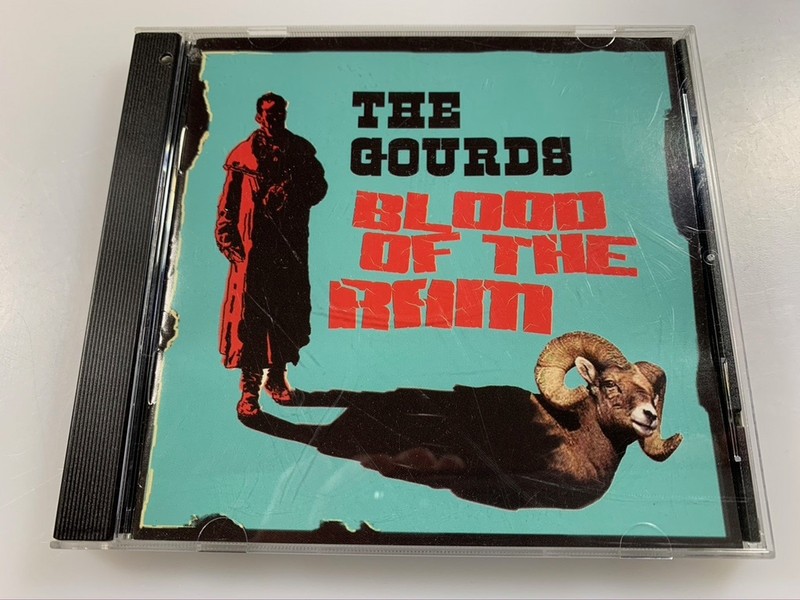 THE
GOURDS
BLOOD
OF THE
RAM